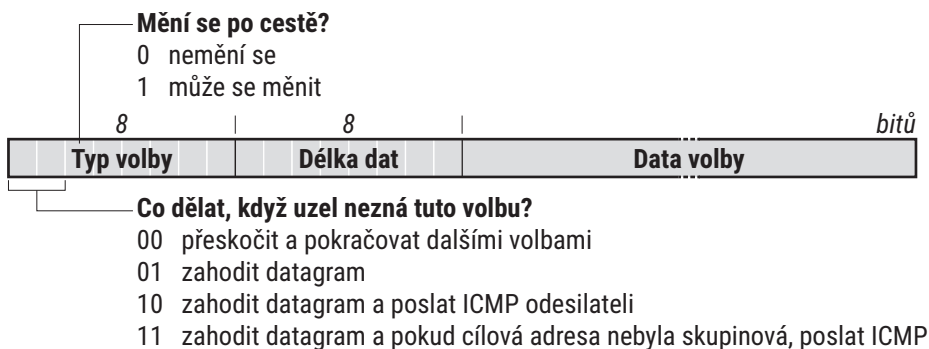 Mění se po cestě?
0 nemění se
1 může se měnit
8 8 bitů
Typ volby Délka dat Data volby
Co dělat, když uzel nezná tuto volbu?
00 přeskočit a pokračovat dalšími volbami
01 zahodit datagram
10 zahodit datagram a poslat ICMP odesilateli
11 zahodit datagram a pokud cílová adresa nebyla skupinová, poslat ICMP